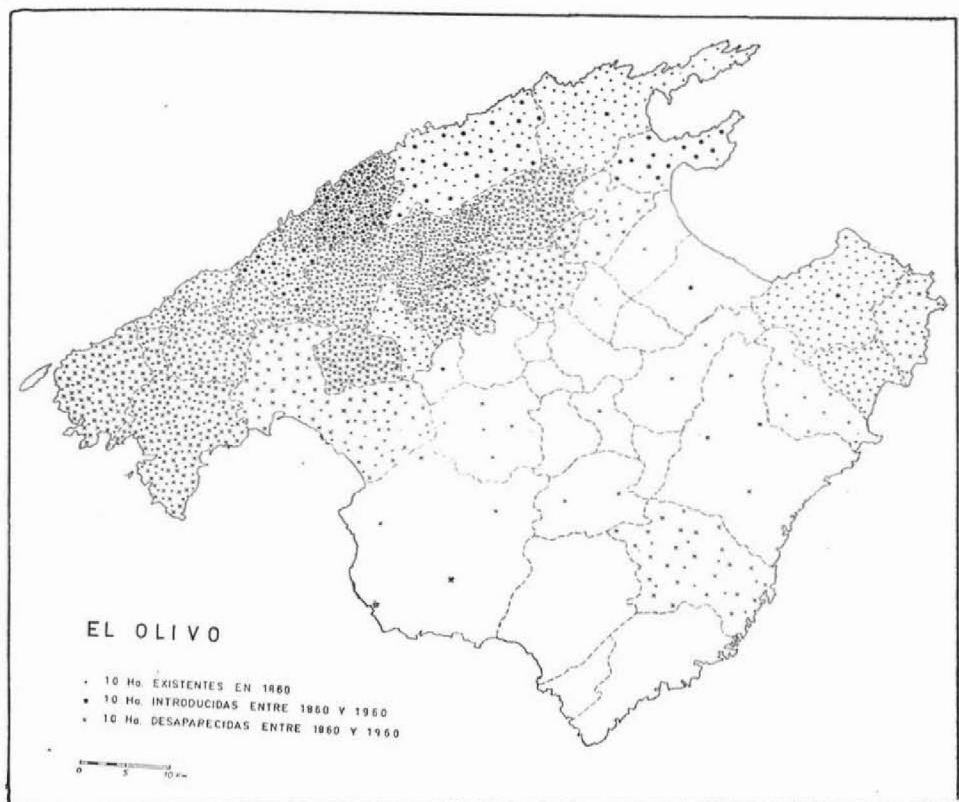 EL OLIVO
10 Ha. EXISTENTES EN 1860
10 Ha. INTRODUCIDAS ENTRE 1860 Y 1960
10 Ha. DESAPARECIDAS ENTRE 1860 Y 1960
0 5 10 Km